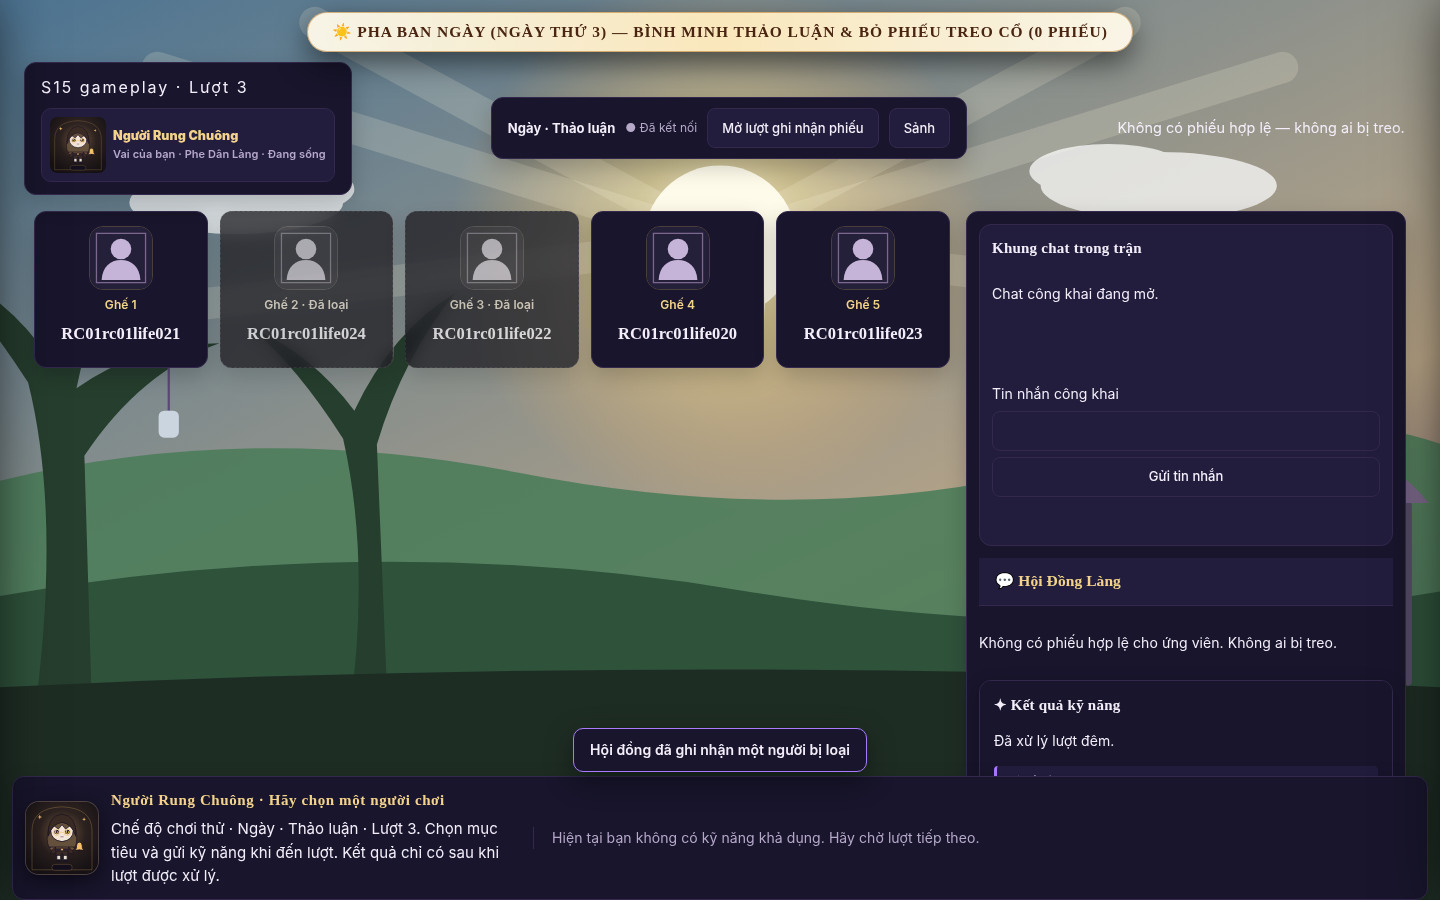 ☀️ PHA BAN NGÀY (NGÀY THỨ 3) — BÌNH MINH THẢO LUẬN & BỎ PHIẾU TREO CỔ (0 PHIẾU)
S15 gameplay · Lượt 3
Người Rung Chuông
Vai của bạn · Phe Dân Làng · Đang sống
Ngày · Thảo luận
Đã kết nối
Mở lượt ghi nhận phiếu
Sảnh
Không có phiếu hợp lệ — không ai bị treo.
Ghế 1
RC01rc01life021
Ghế 2 · Đã loại
RC01rc01life024
Ghế 3 · Đã loại
RC01rc01life022
Ghế 4
RC01rc01life020
Ghế 5
RC01rc01life023
Khung chat trong trận
Chat công khai đang mở.
Tin nhắn công khai
Gửi tin nhắn
💬 Hội Đồng Làng
Không có phiếu hợp lệ cho ứng viên. Không ai bị treo.
✦ Kết quả kỹ năng
Đã xử lý lượt đêm.
Hội đồng đã ghi nhận một người bị loại
Người Rung Chuông · Hãy chọn một người chơi
Chế độ chơi thử · Ngày · Thảo luận · Lượt 3. Chọn mục
tiêu và gửi kỹ năng khi đến lượt. Kết quả chỉ có sau khi
lượt được xử lý.
Hiện tại bạn không có kỹ năng khả dụng. Hãy chờ lượt tiếp theo.